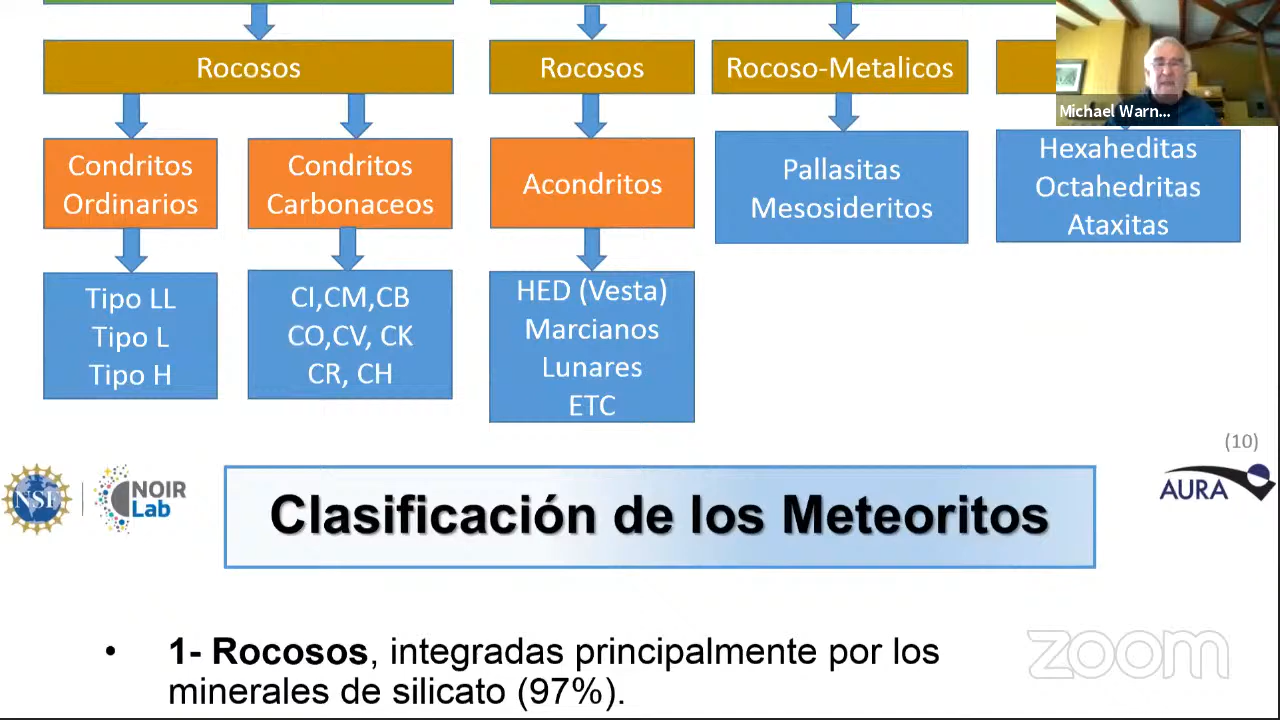 Rocosos
Rocosos
Rocoso-Metalicos
Michael Warn...
Condritos
Ordinarios
Condritos
Carbonaceos
Acondritos
Pallasitas
Mesosideritos
Hexaheditas
Octahedritas
Ataxitas
Tipo LL
Tipo L
Tipo H
CI,CM,CB
CO,CV, CK
CR, CH
HED (Vesta)
Marcianos
Lunares
ETC
(10)
NSF
NOIR
Lab
Clasificación de los Meteoritos
AURA
• 1- Rocosos, integradas principalmente por los
minerales de silicato (97%).
zoom